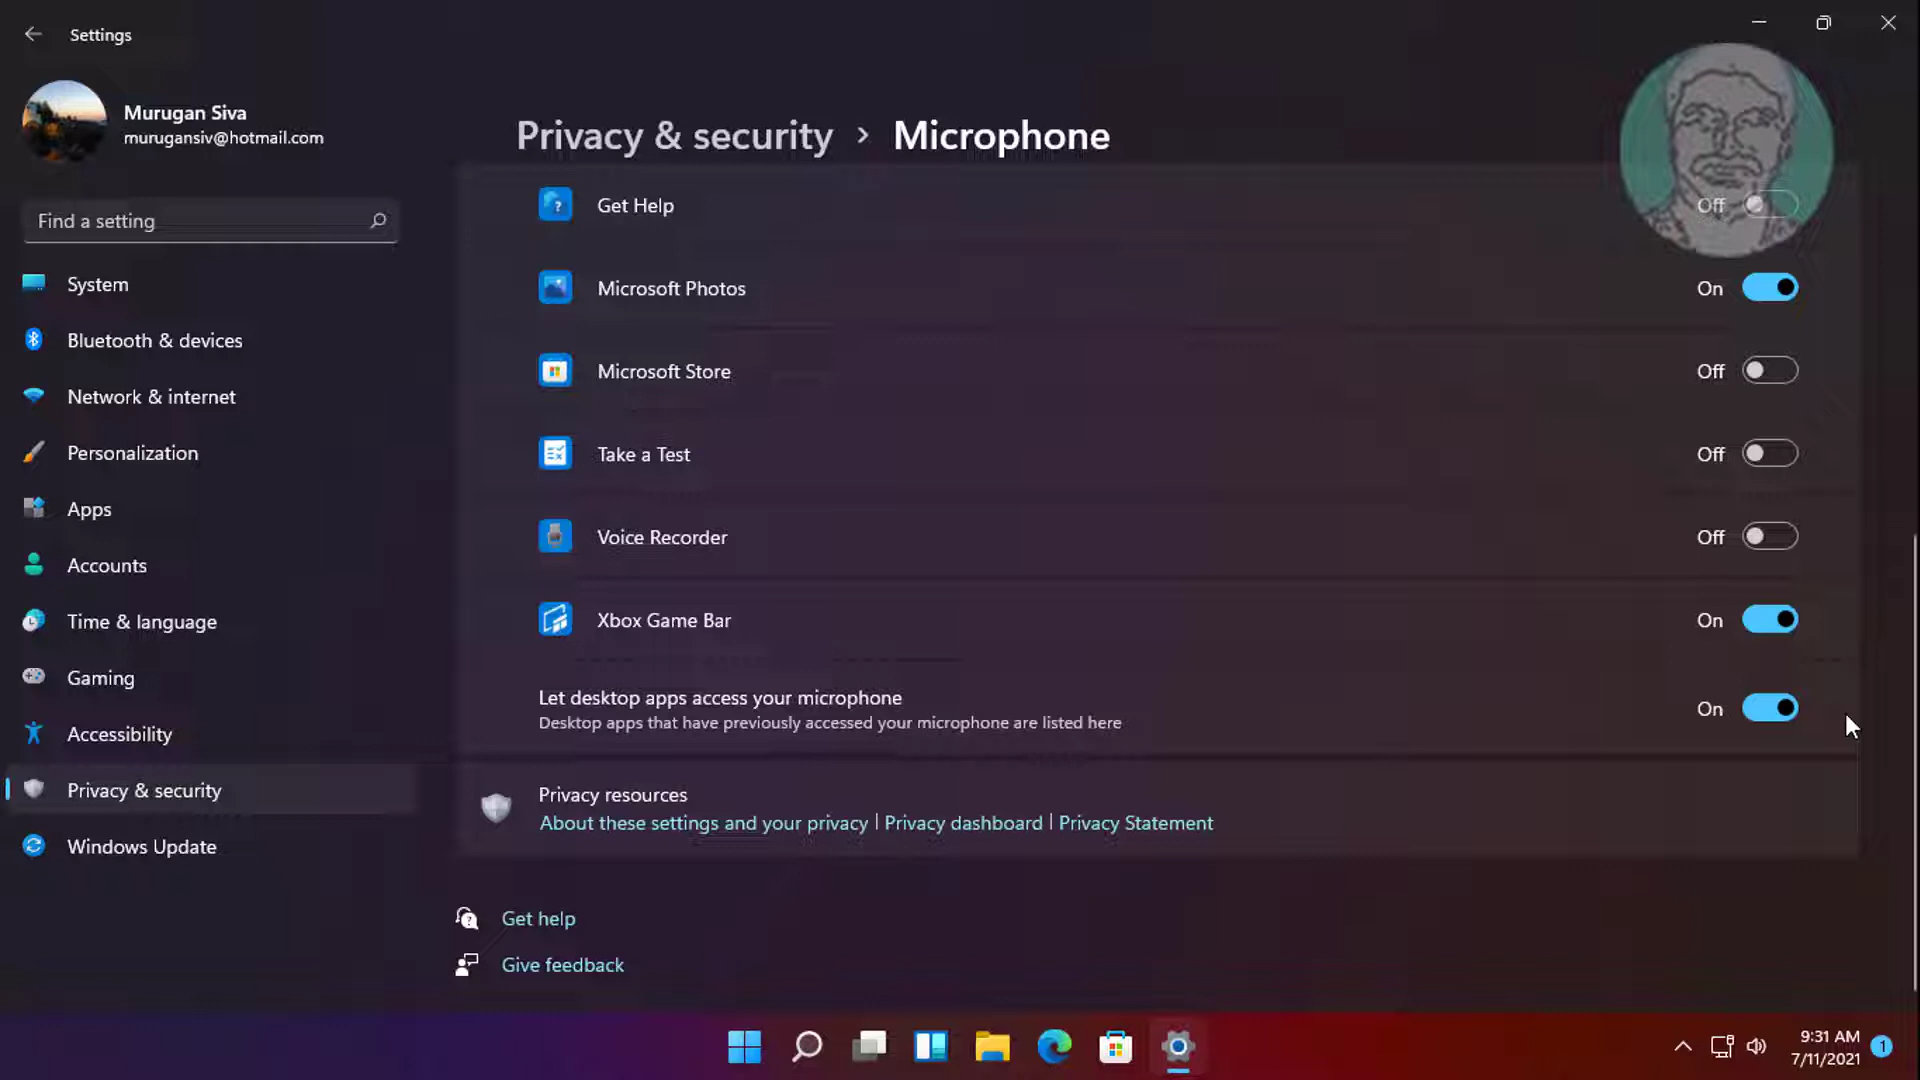 Settings
Murugan Siva
murugansiv@hotmail.com
Find a setting
System
Bluetooth & devices
Network & internet
Personalization
Apps
Accounts
Time & language
Gaming
Accessibility
Privacy & security
Windows Update
Privacy & security > Microphone
Get Help Off
Microsoft Photos On
Microsoft Store Off
Take a Test Off
Voice Recorder Off
Xbox Game Bar On
Let desktop apps access your microphone
Desktop apps that have previously accessed your microphone are listed here
On
Privacy resources
About these settings and your privacy | Privacy dashboard | Privacy Statement
Get help
Give feedback
9:31 AM
7/11/2021
1